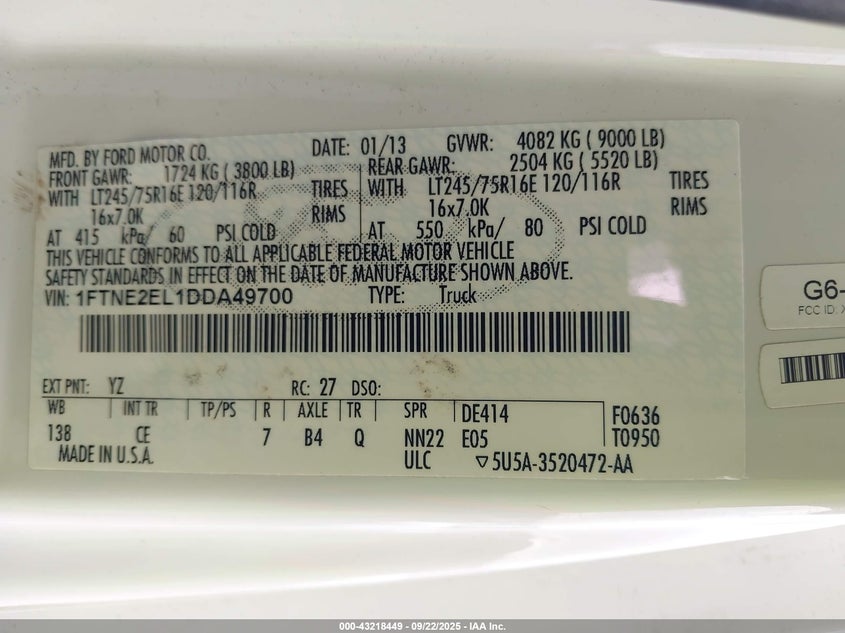 MFD. BY FORD MOTOR CO. DATE: 01/13 GVWR: 4082 KG ( 9000 LB)
FRONT GAWR: 1724 KG ( 3800 LB) REAR GAWR: 2504 KG ( 5520 LB)
WITH LT245/75R16E 120/116R TIRES WITH LT245/75R16E 120/116R TIRES
16x7.0K RIMS 16x7.0K RIMS
AT 415 kPa/ 60 PSI COLD AT 550 kPa/ 80 PSI COLD
THIS VEHICLE CONFORMS TO ALL APPLICABLE FEDERAL MOTOR VEHICLE
SAFETY STANDARDS IN EFFECT ON THE DATE OF MANUFACTURE SHOWN ABOVE.
VIN: 1FTNE2EL1DDA49700 TYPE: Truck
EXT PNT: YZ RC: 27 DSO:
WB INT TR TP/PS R AXLE TR SPR DE414 F0636
138 CE 7 B4 Q NN22 E05 T0950
MADE IN U.S.A. ULC ▽5U5A-3520472-AA
G6-
FCC ID: X
000-43218449 - 09/22/2025 - IAA Inc.